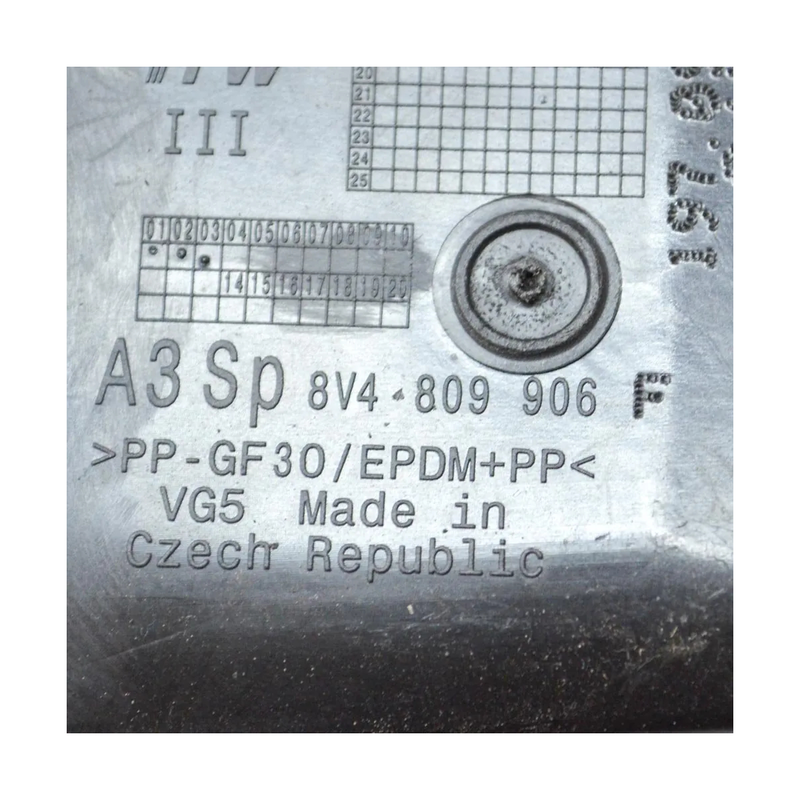 III
20
21
22
23
24
25
01 02 03 04 05 06 07 08 09 10
14 15 16 17 18 19 20
A3 Sp 8V4 809 906 F
>PP-GF30/EPDM+PP<
VG5 Made in
Czech Republic